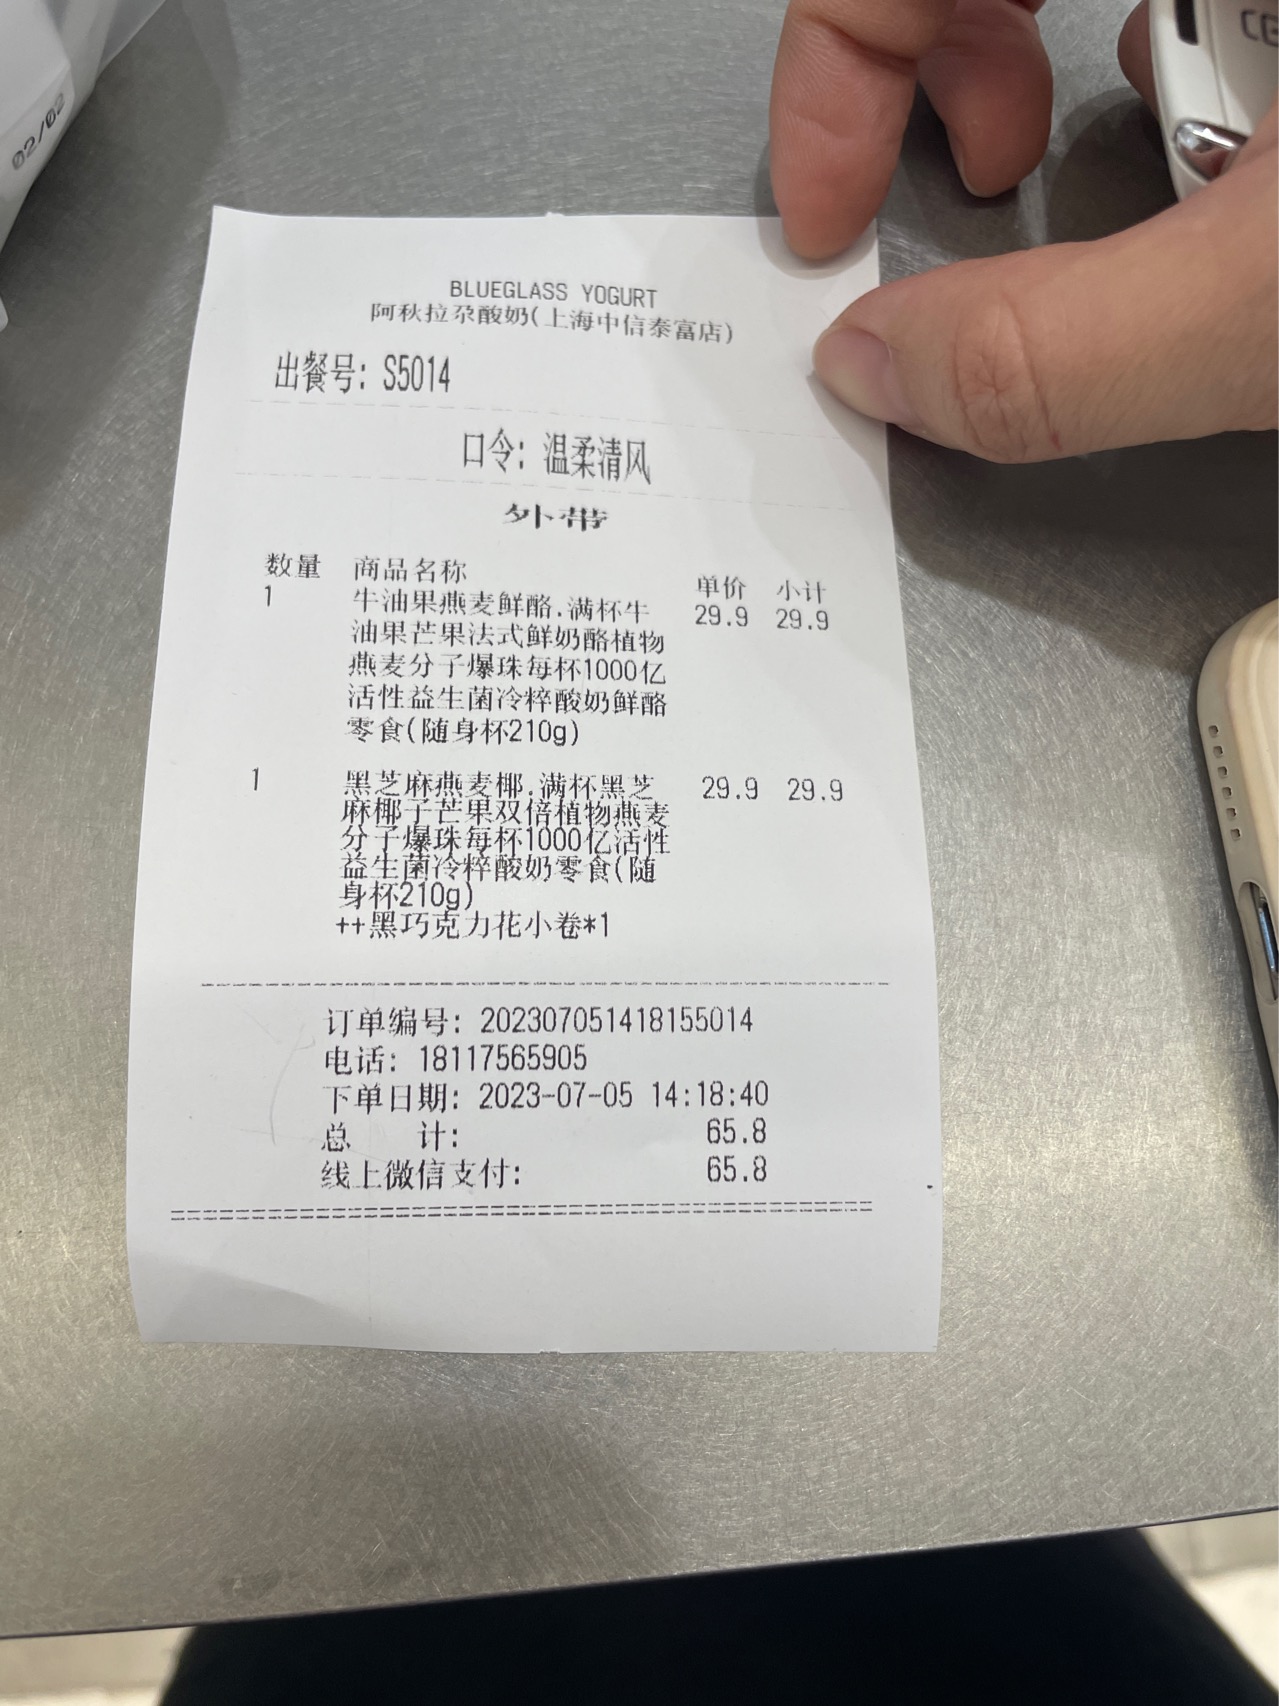 02/02
CE
BLUEGLASS YOGURT
阿秋拉尕酸奶(上海中信泰富店)
出餐号: S5014
口令: 温柔清风
外带
数量 商品名称 单价 小计
1 牛油果燕麦鲜酪.满杯牛 29.9 29.9
油果芒果法式鲜奶酪植物
燕麦分子爆珠每杯1000亿
活性益生菌冷粹酸奶鲜酪
零食(随身杯210g)
1 黑芝麻燕麦椰.满杯黑芝 29.9 29.9
麻椰子芒果双倍植物燕麦
分子爆珠每杯1000亿活性
益生菌冷粹酸奶零食(随
身杯210g)
++黑巧克力花小卷*1
订单编号: 202307051418155014
电话: 18117565905
下单日期: 2023-07-05 14:18:40
总 计: 65.8
线上微信支付: 65.8